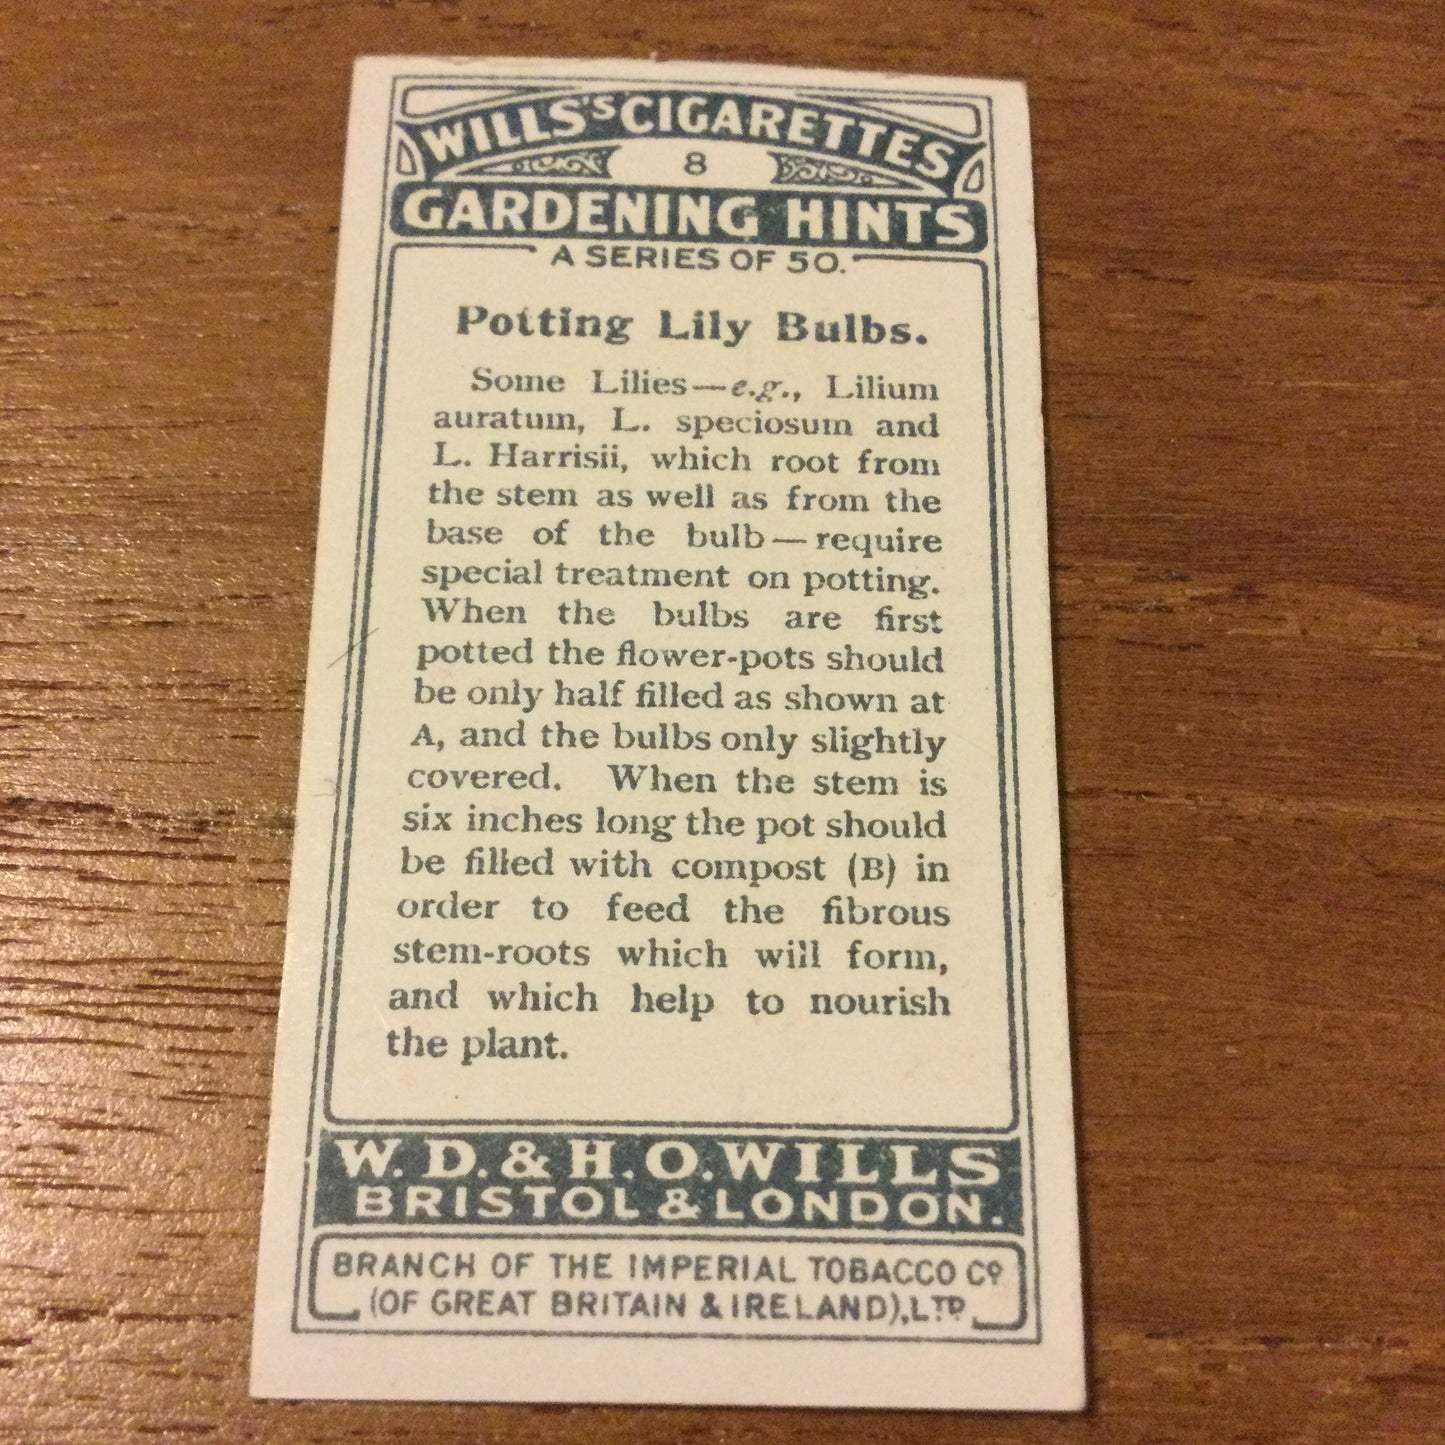 WILLS'S CIGARETTES
8
GARDENING HINTS
A SERIES OF 50.
Potting Lily Bulbs.
Some Lilies—e.g., Lilium
auratum, L. speciosum and
L. Harrisii, which root from
the stem as well as from the
base of the bulb—require
special treatment on potting.
When the bulbs are first
potted the flower-pots should
be only half filled as shown at
A, and the bulbs only slightly
covered. When the stem is
six inches long the pot should
be filled with compost (B) in
order to feed the fibrous
stem-roots which will form,
and which help to nourish
the plant.
W. D. & H. O. WILLS
BRISTOL & LONDON.
BRANCH OF THE IMPERIAL TOBACCO CO
(OF GREAT BRITAIN & IRELAND), LTD